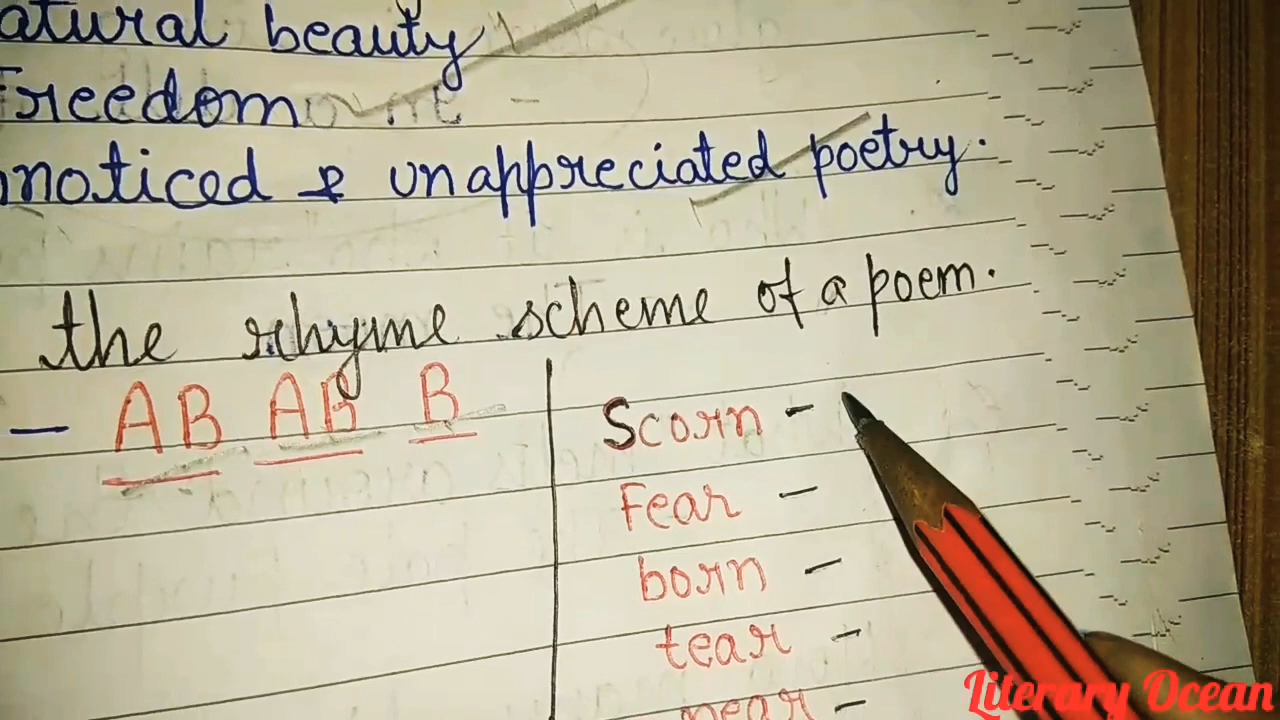 atural beauty
Freedom
noticed & unappreciated poetry.
the rhyme scheme of a poem.
— AB AB B
Scorn -
Fear -
born -
tear -
near -
Literary Ocean